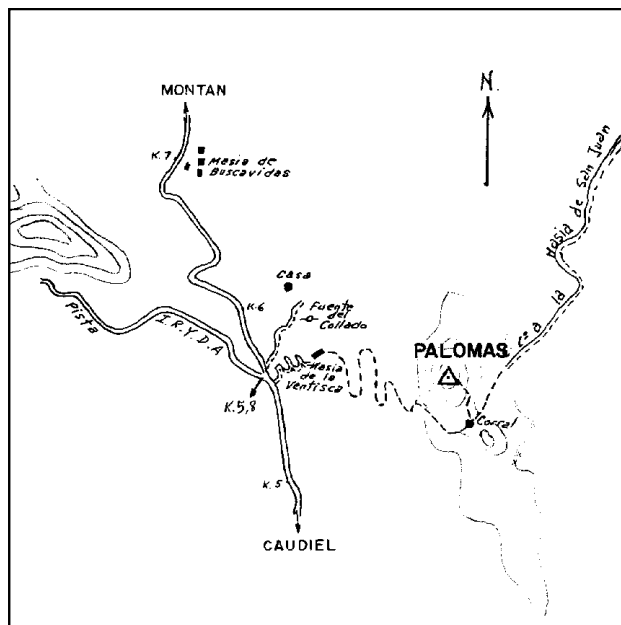 MONTAN
N.
K.7
Masia de
Buscavidas
Masia de San Juan
Cº a la
Casa
K.6
Fuente
del
Collado
Pista I.R.Y.D.A
PALOMAS
Masia
de la
Ventisca
K.5,8
Corral
K.5
CAUDIEL